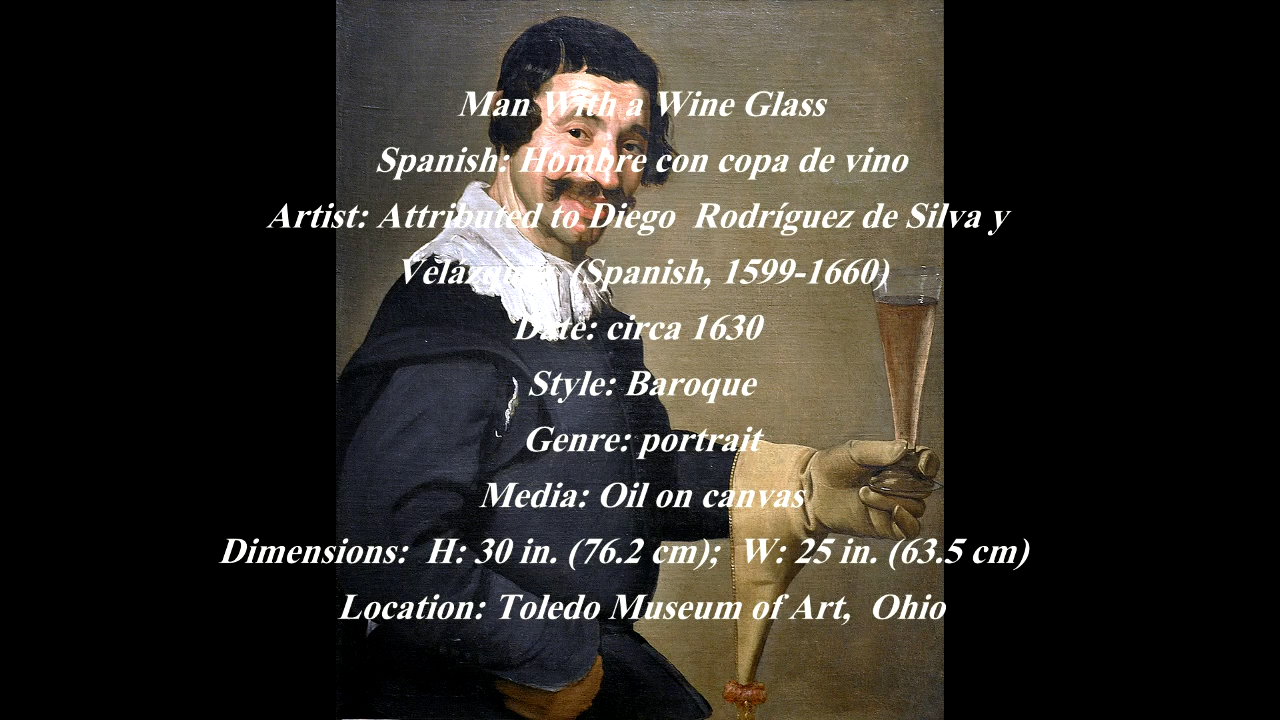 Man With a Wine Glass
Spanish: Hombre con copa de vino
Artist: Attributed to Diego  Rodríguez de Silva y
Velázquez (Spanish, 1599-1660)
Date: circa 1630
Style: Baroque
Genre: portrait
Media: Oil on canvas
Dimensions:  H: 30 in. (76.2 cm);  W: 25 in. (63.5 cm)
Location: Toledo Museum of Art,  Ohio